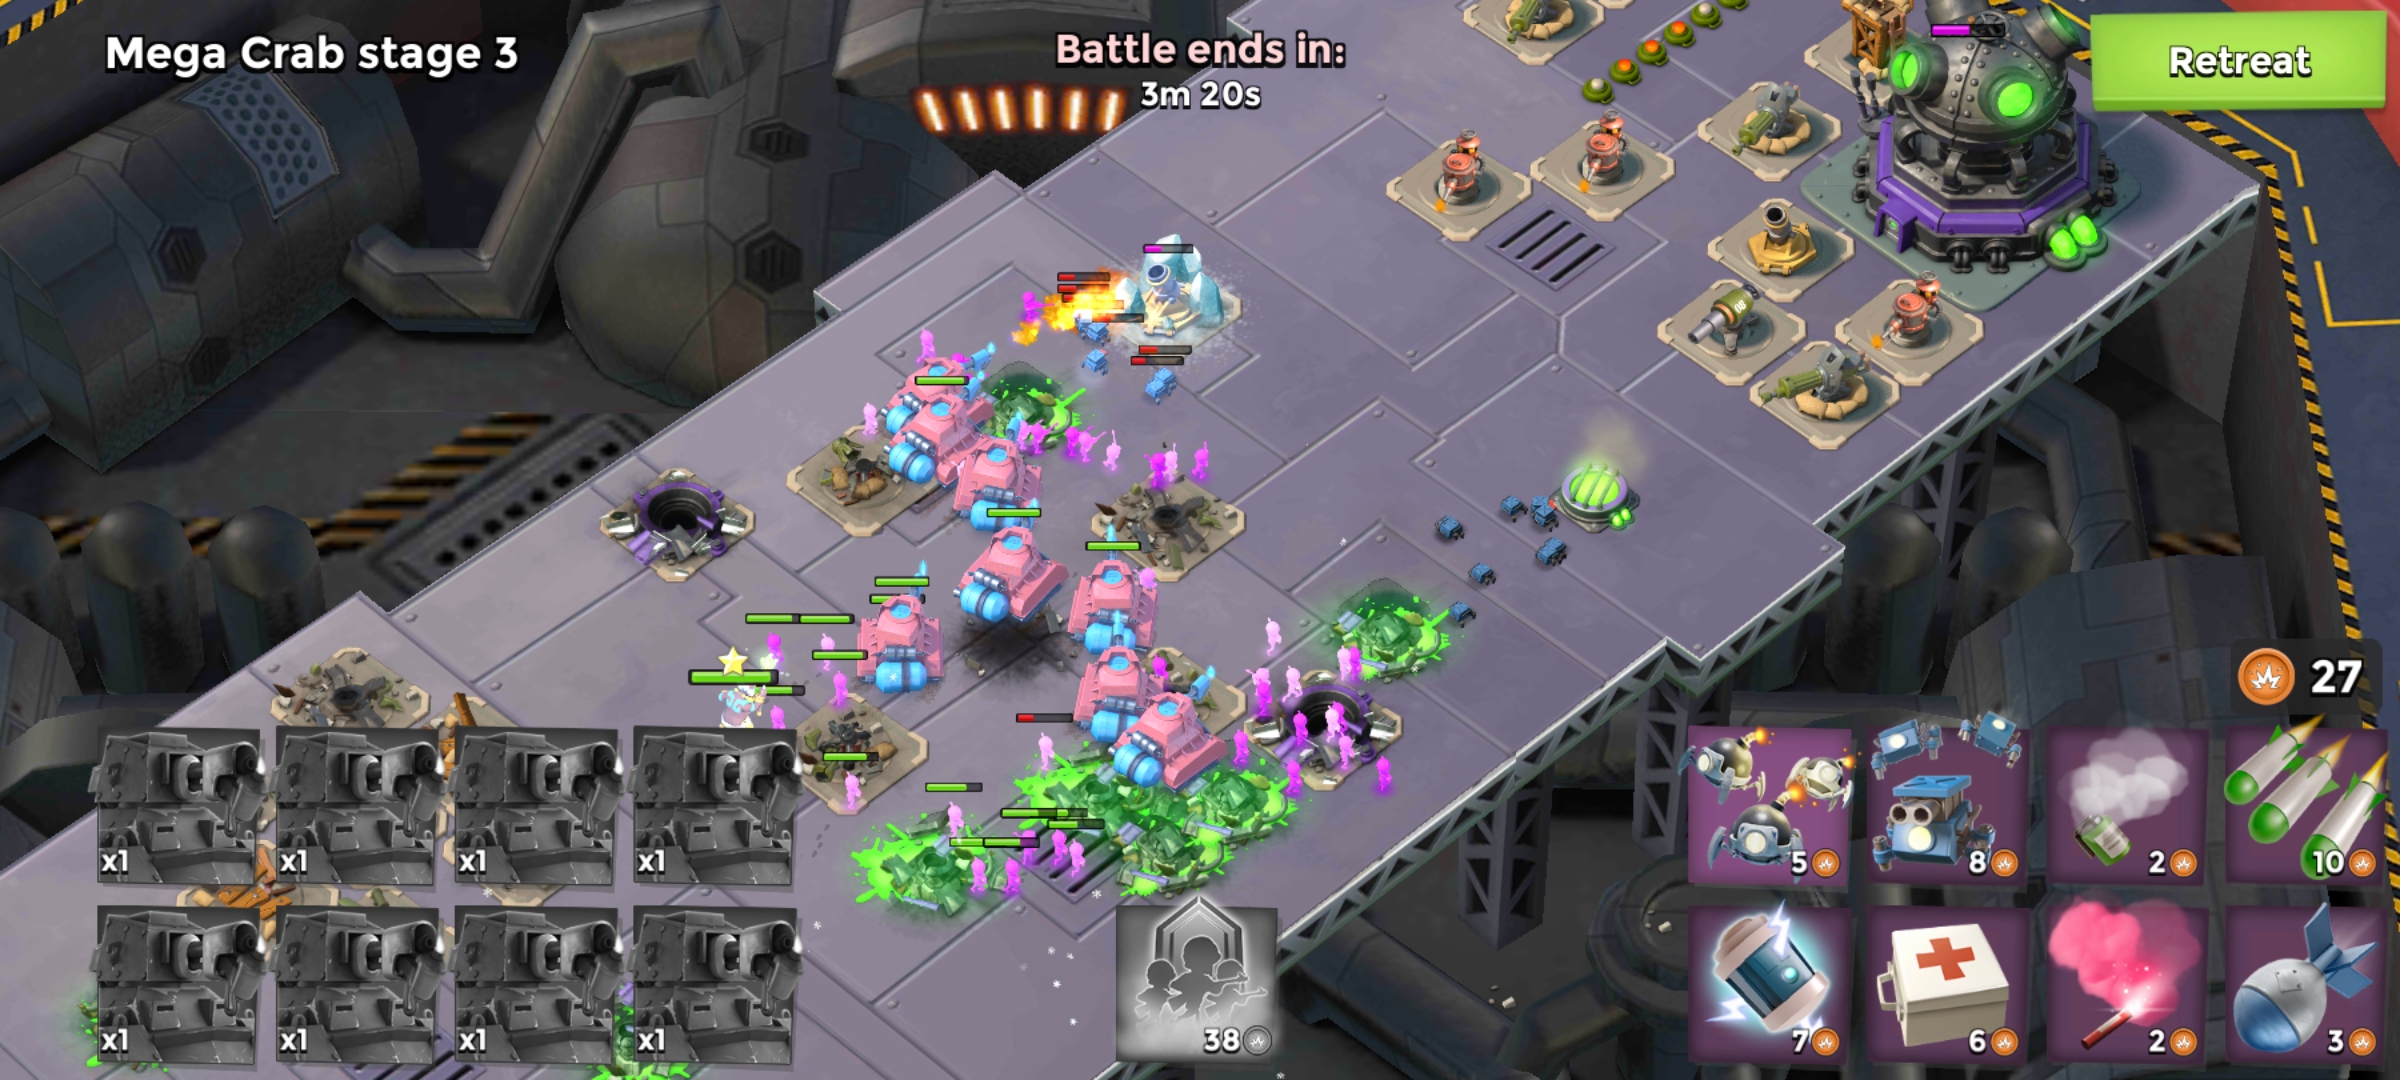 Mega Crab stage 3
Battle ends in:
3m 20s
Retreat
08
27
x1
x1
x1
x1
5
8
2
10
x1
x1
x1
x1
38
7
6
2
3